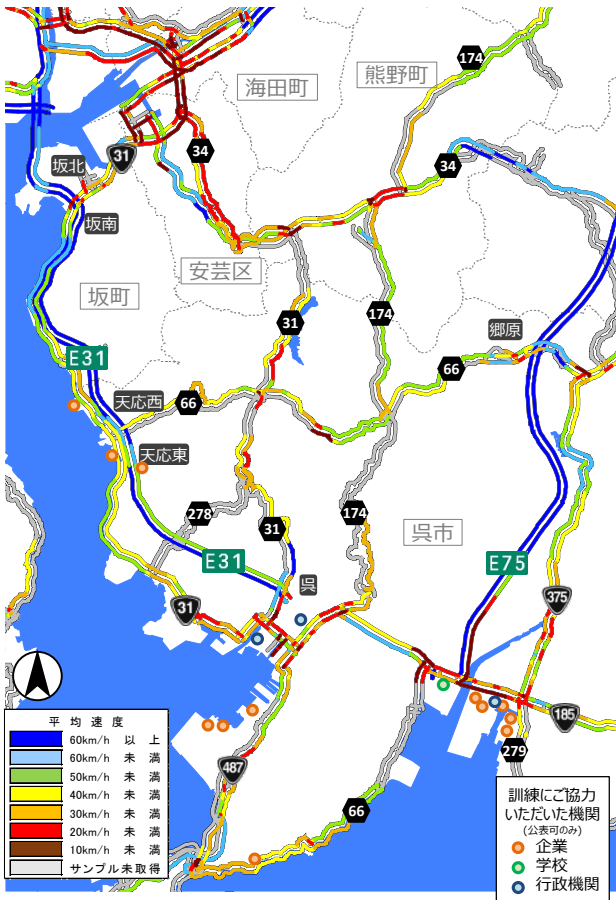 174
熊野町
海田町
31
34
坂北
34
坂南
安芸区
坂町
31
174
郷原
E31
66
天応西
66
天応東
278
31
174
呉市
E31
E75
呉
375
31
185
平均速度
60km/h 以上
60km/h 未満
50km/h 未満
40km/h 未満
30km/h 未満
20km/h 未満
10km/h 未満
サンプル未取得
487
279
66
訓練にご協力
いただいた機関
(公表可のみ)
企業
学校
行政機関